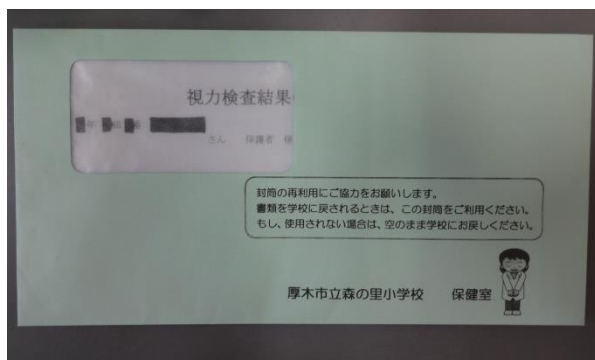 視力検査結果
年 組 番
さん 保護者 様
封筒の再利用にご協力をお願いします。
書類を学校に戻されるときは、この封筒をご利用ください。
もし、使用されない場合は、空のまま学校にお戻しください。
厚木市立森の里小学校 保健室